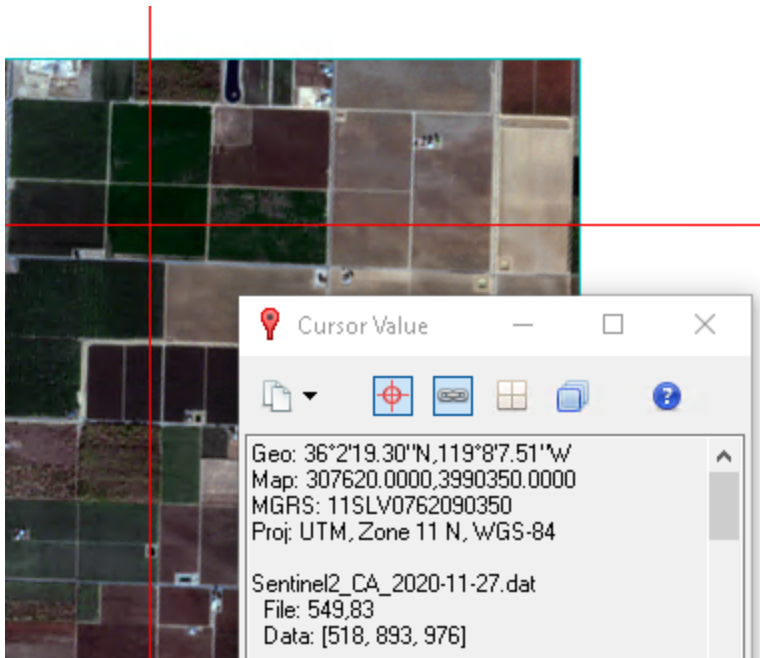 Cursor Value
Geo: 36°2'19.30"N,119°8'7.51"W
Map: 307620.0000,3990350.0000
MGRS: 11SLV0762090350
Proj: UTM, Zone 11 N, WGS-84
Sentinel2_CA_2020-11-27.dat
File: 549,83
Data: [518, 893, 976]